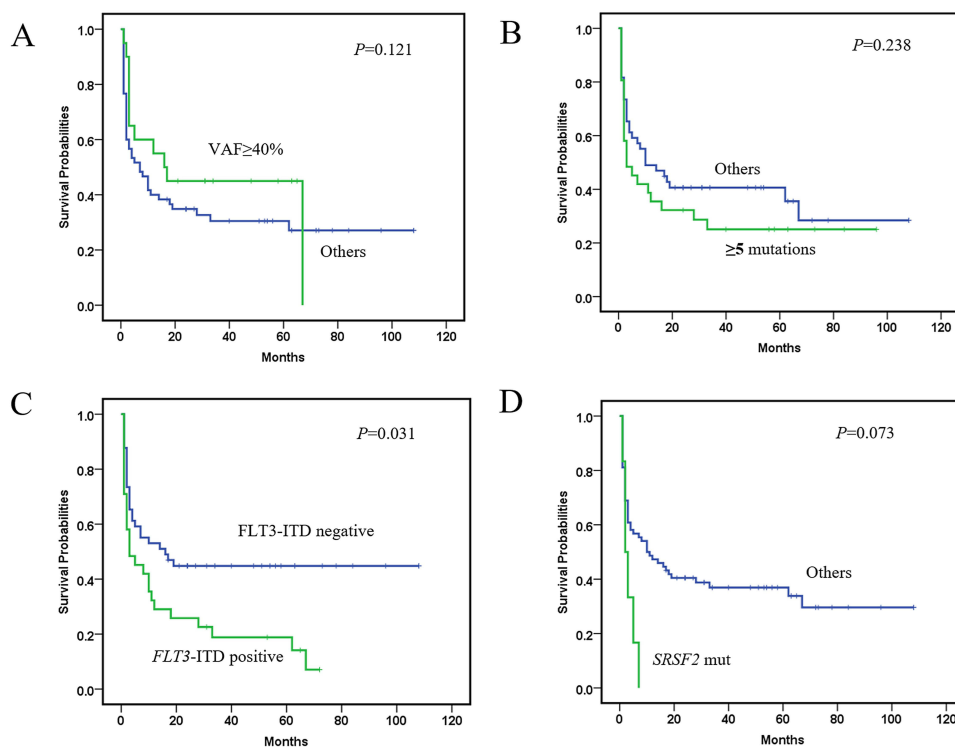 A
P=0.121
1.0
0.8
0.6
0.4
0.2
0.0
Survival Probabilities
VAF≥40%
Others
0 20 40 60 80 100 120
Months
B
P=0.238
1.0
0.8
0.6
0.4
0.2
0.0
Survival Probabilities
Others
≥5 mutations
0 20 40 60 80 100 120
Months
C
P=0.031
1.0
0.8
0.6
0.4
0.2
0.0
Survival Probabilities
FLT3-ITD negative
FLT3-ITD positive
0 20 40 60 80 100 120
Months
D
P=0.073
1.0
0.8
0.6
0.4
0.2
0.0
Survival Probabilities
Others
SRSF2 mut
0 20 40 60 80 100 120
Months